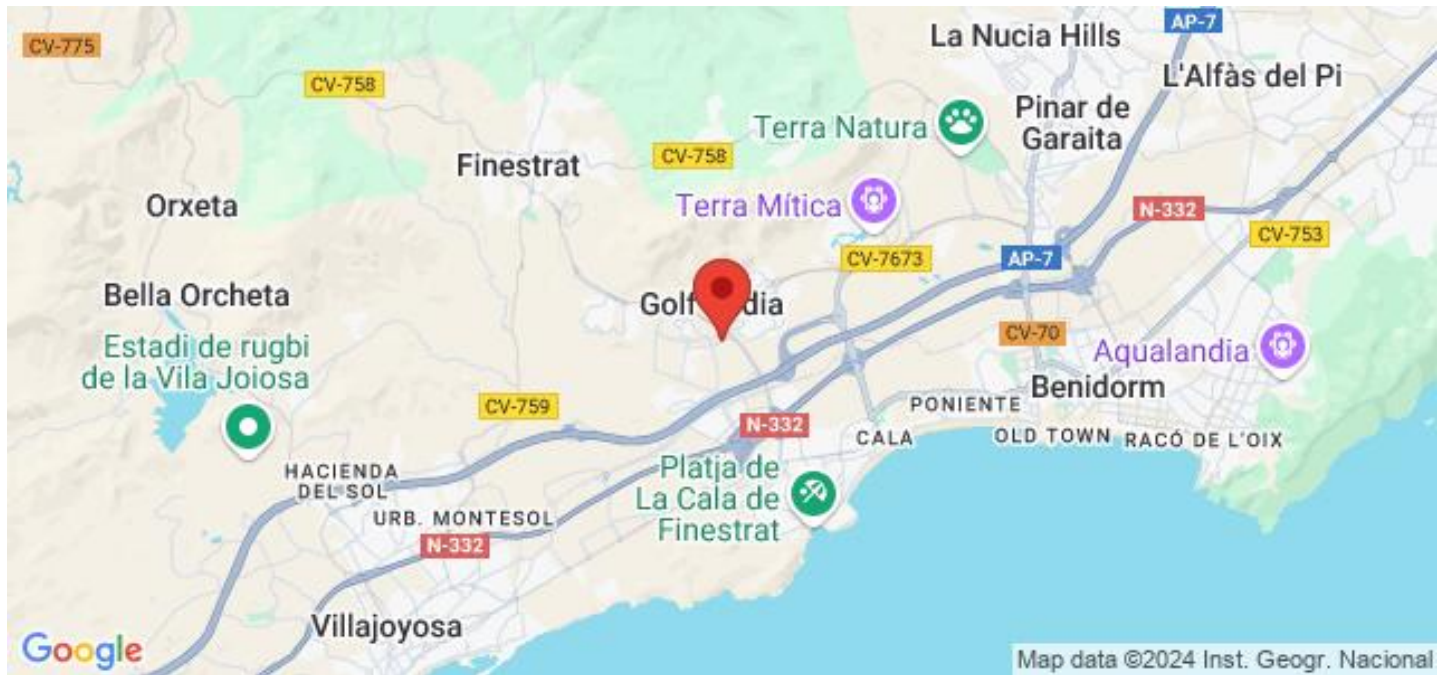 AP-7
La Nucia Hills
CV-775
CV-758
L'Alfàs del Pi
Pinar de
Garaita
Terra Natura
CV-758
Finestrat
Orxeta
Terra Mítica
N-332
CV-753
CV-7673
AP-7
Bella Orcheta
Golf
dia
CV-70
Estadi de rugbi
de la Vila Joiosa
Aqualandia
Benidorm
CV-759
PONIENTE
N-332
CALA
OLD TOWN
RACÓ DE L'OIX
HACIENDA
DEL SOL
Platja de
La Cala de
Finestrat
URB. MONTESOL
N-332
Villajoyosa
Google
Map data ©2024 Inst. Geogr. Nacional